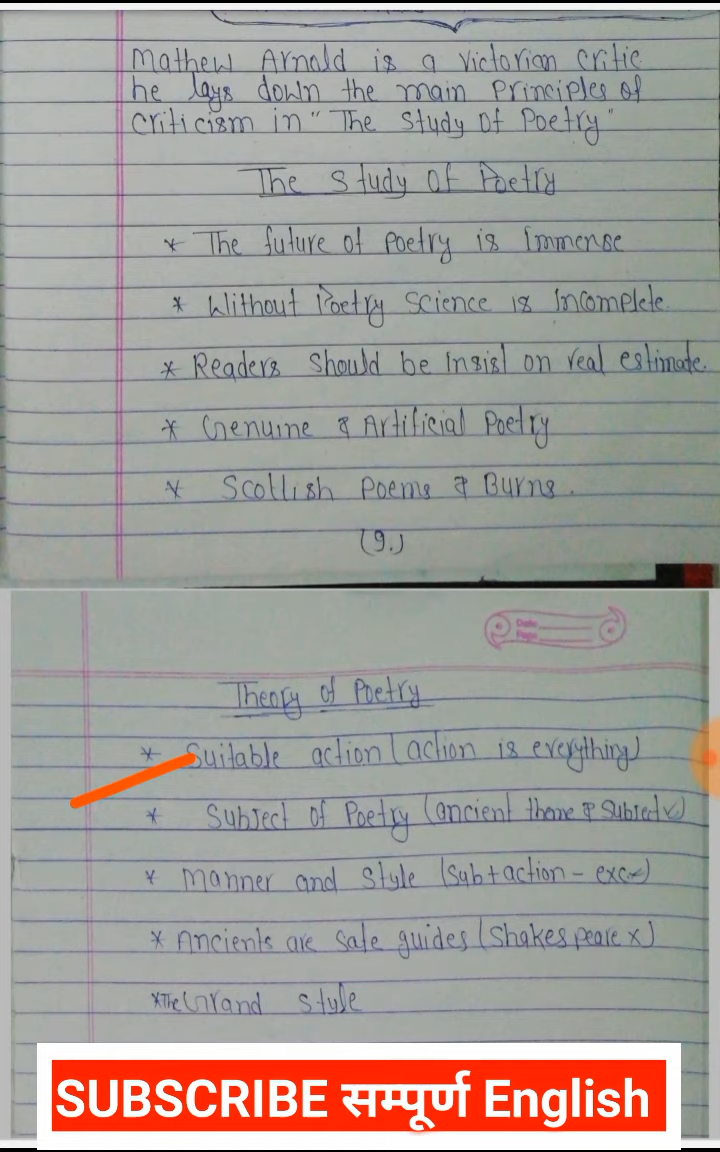 Mathew Arnold is a victorian critic
he lays down the main Principles of
criticism in "The Study of Poetry"
The Study of Poetry
* The future of Poetry is Immense
* Without Poetry Science is Incomplete.
* Readers should be insist on real estimate.
* Genuine & Artificial Poetry
* Scottish Poems & Burns.
(9.)
Date
Page
Theory of Poetry
* Suitable action (action is everything)
* Subject of Poetry (ancient theme & Subject ✓)
* Manner and Style (Sub+action - exce)
* Ancients are safe guides (Shakespeare x)
* The Grand Style
SUBSCRIBE सम्पूर्ण English